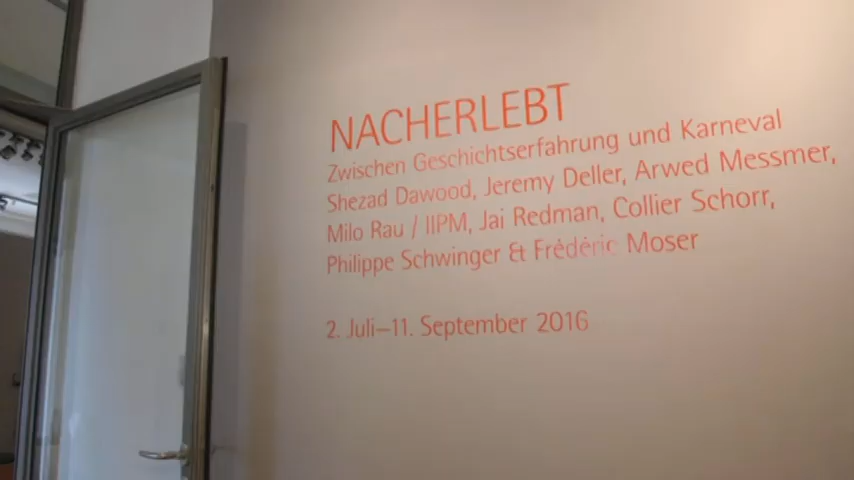 NACHERLEBT
Zwischen Geschichtserfahrung und Karneval
Shezad Dawood, Jeremy Deller, Arwed Messmer,
Milo Rau / IIPM, Jai Redman, Collier Schorr,
Philippe Schwinger & Frédéric Moser
2. Juli–11. September 2016